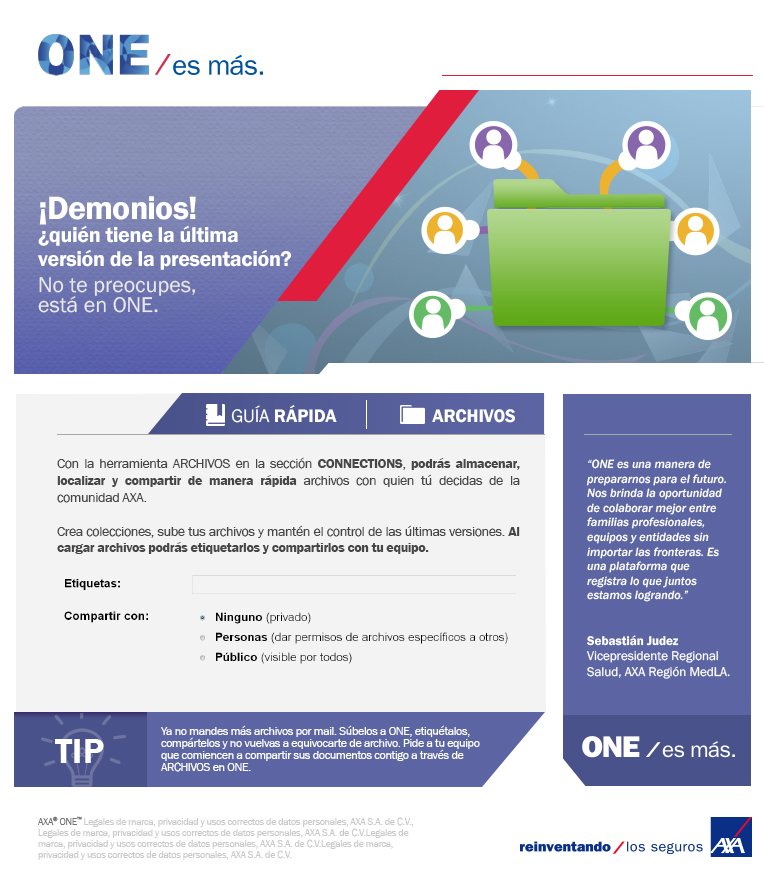 ONE / es más.
¡Demonios!
¿quién tiene la última
versión de la presentación?
No te preocupes,
está en ONE.
GUÍA RÁPIDA
ARCHIVOS
Con la herramienta ARCHIVOS en la sección CONNECTIONS, podrás almacenar,
localizar y compartir de manera rápida archivos con quien tú decidas de la
comunidad AXA.
Crea colecciones, sube tus archivos y mantén el control de las últimas versiones. Al
cargar archivos podrás etiquetarlos y compartirlos con tu equipo.
Etiquetas:
Compartir con:
Ninguno (privado)
Personas (dar permisos de archivos específicos a otros)
Público (visible por todos)
TIP
Ya no mandes más archivos por mail. Súbelos a ONE, etiquétalos,
compártelos y no vuelvas a equivocarte de archivo. Pide a tu equipo
que comiencen a compartir sus documentos contigo a través de
ARCHIVOS en ONE.
“ONE es una manera de
prepararnos para el futuro.
Nos brinda la oportunidad
de colaborar mejor entre
familias profesionales,
equipos y entidades sin
importar las fronteras. Es
una plataforma que
registra lo que juntos
estamos logrando.”
Sebastián Judez
Vicepresidente Regional
Salud, AXA Región MedLA.
ONE / es más.
AXA® ONE™ Legales de marca, privacidad y usos correctos de datos personales, AXA S.A. de C.V.,
Legales de marca, privacidad y usos correctos de datos personales, AXA S.A. de C.V.Legales de
marca, privacidad y usos correctos de datos personales, AXA S.A. de C.V.Legales de marca,
privacidad y usos correctos de datos personales, AXA S.A. de C.V.
reinventando / los seguros
AXA